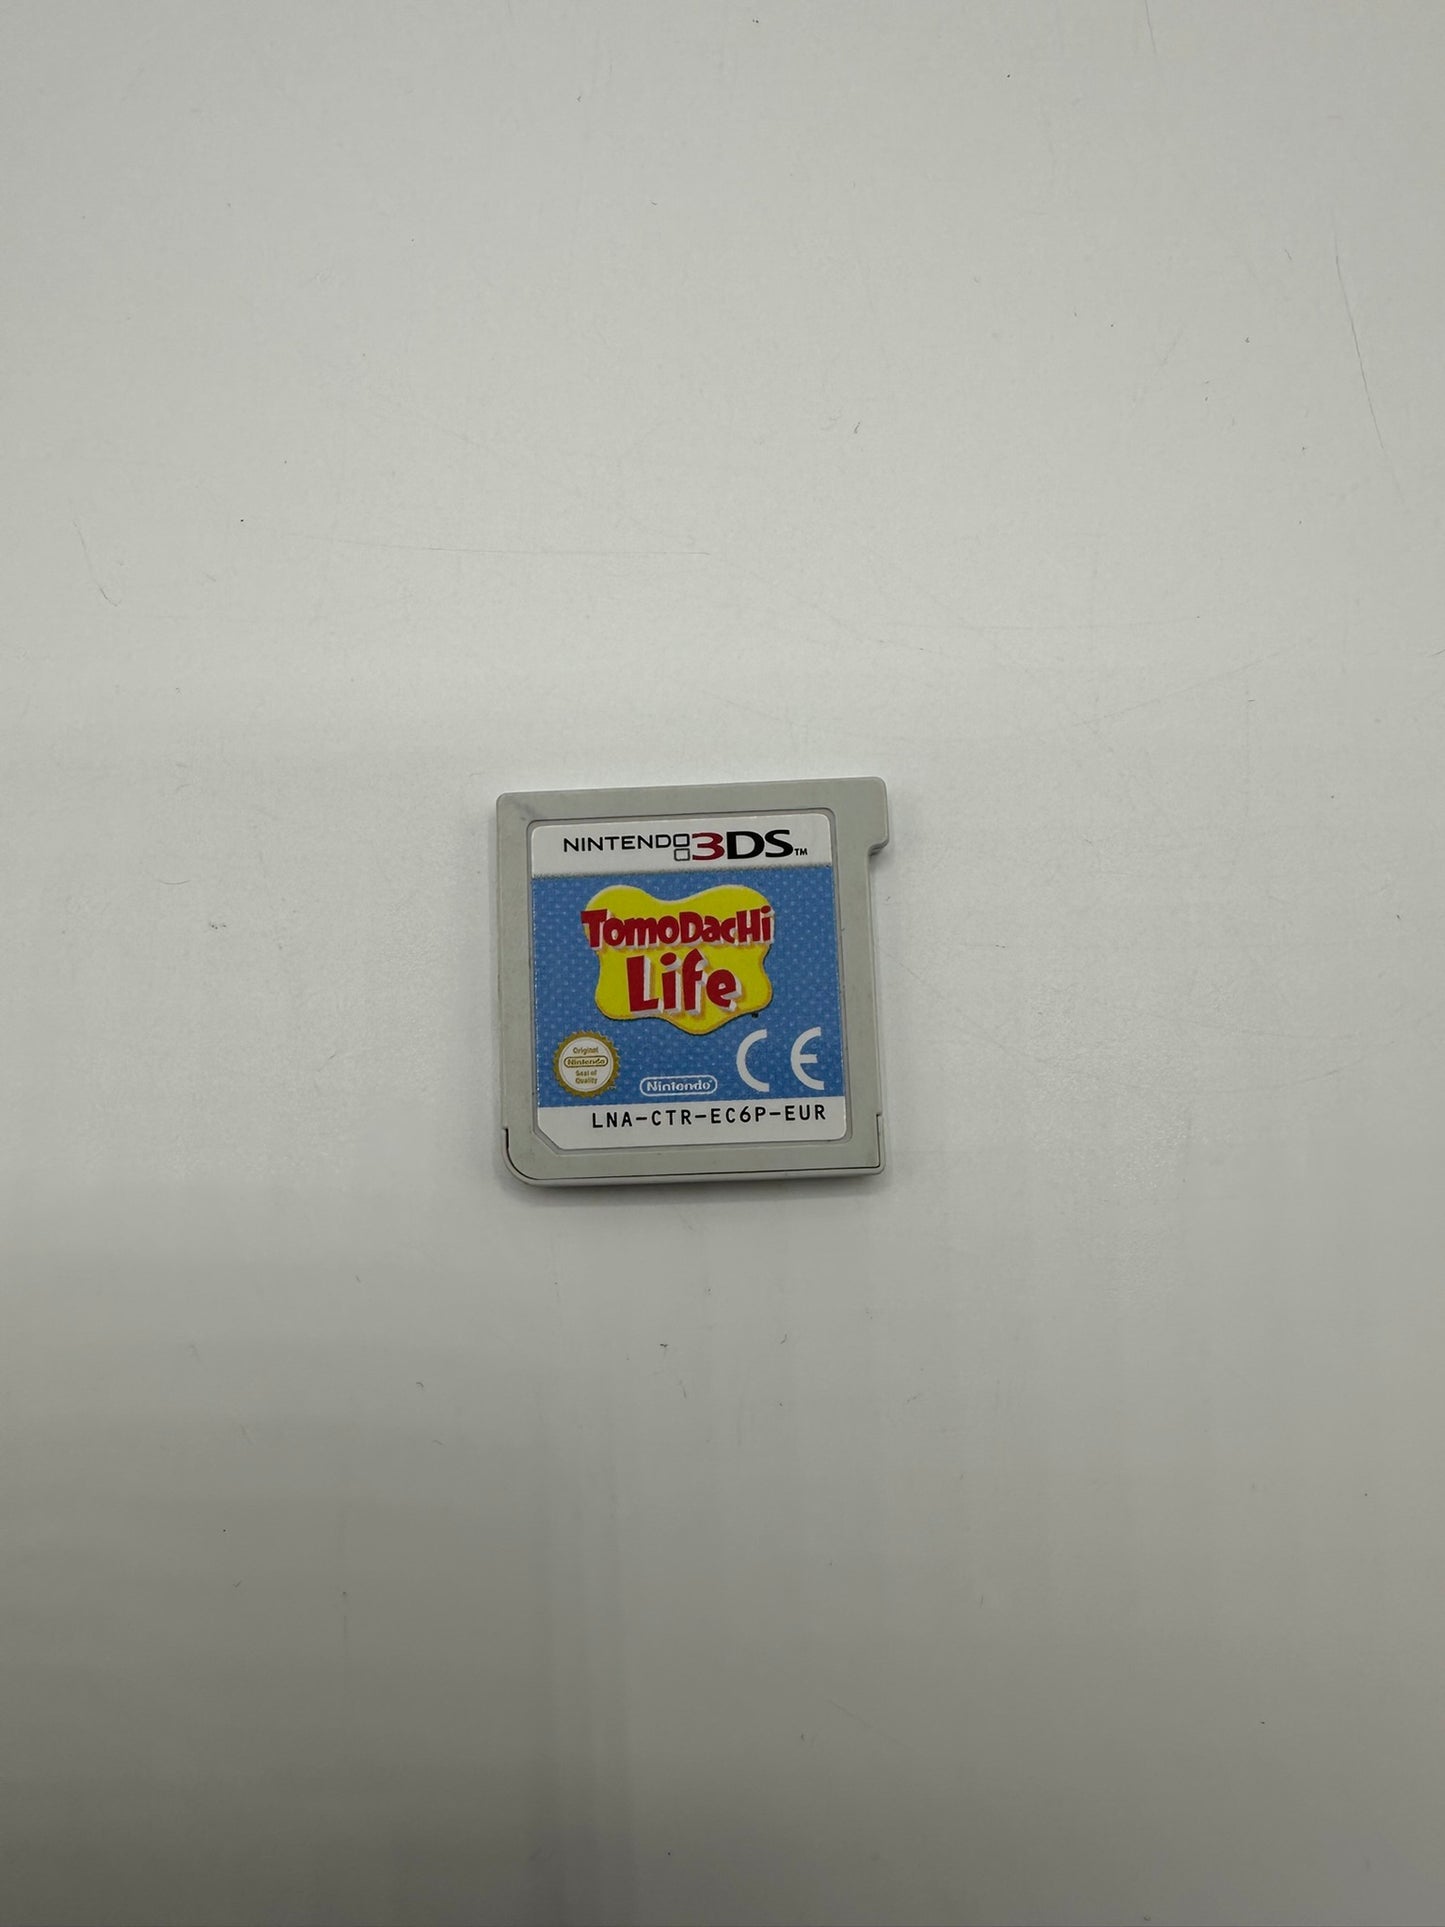 NINTENDO 3DS™
TomoDacHi
Life
Original
Nintendo
Seal of
Quality
Nintendo
CE
LNA-CTR-EC6P-EUR